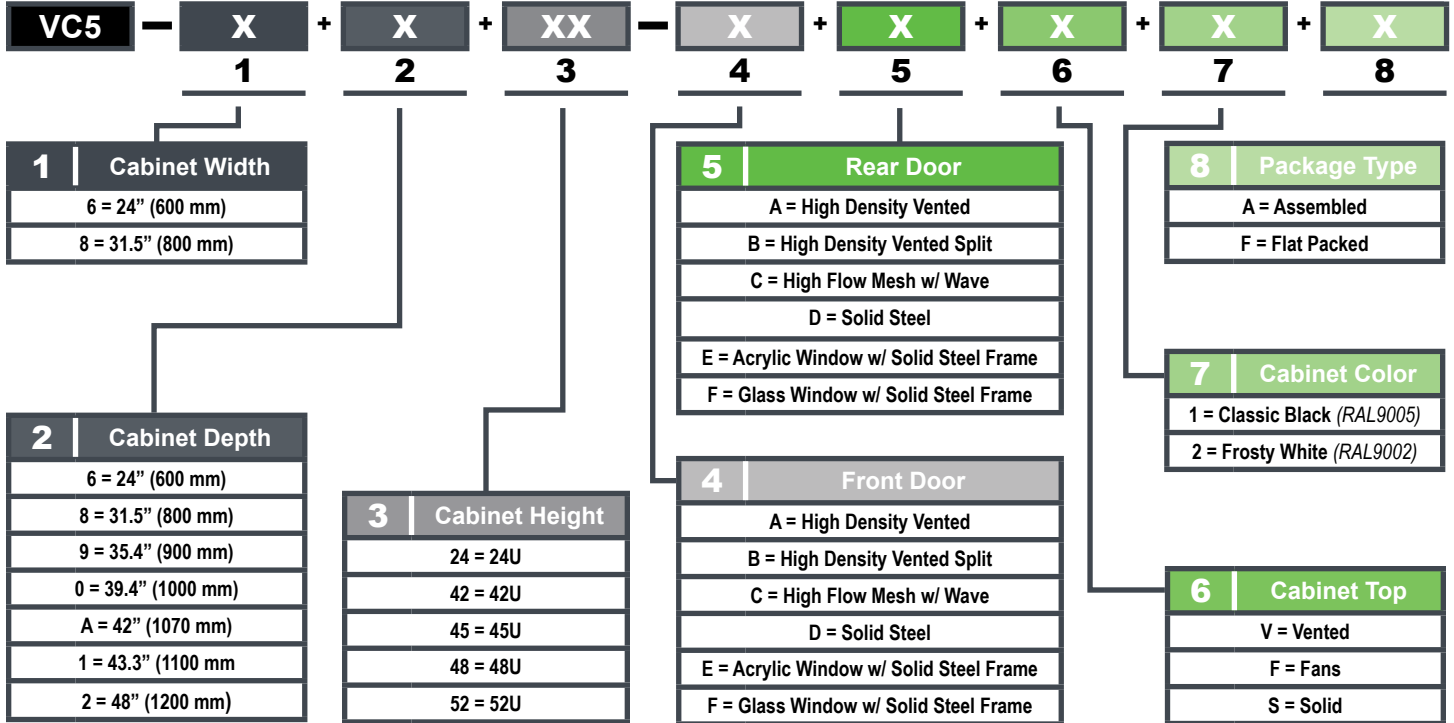 VC5 — X + X + XX — X + X + X + X + X
1 2 3 4 5 6 7 8
1 Cabinet Width
6 = 24” (600 mm)
8 = 31.5” (800 mm)
2 Cabinet Depth
6 = 24” (600 mm)
8 = 31.5” (800 mm)
9 = 35.4” (900 mm)
0 = 39.4” (1000 mm)
A = 42” (1070 mm)
1 = 43.3” (1100 mm
2 = 48” (1200 mm)
3 Cabinet Height
24 = 24U
42 = 42U
45 = 45U
48 = 48U
52 = 52U
5 Rear Door
A = High Density Vented
B = High Density Vented Split
C = High Flow Mesh w/ Wave
D = Solid Steel
E = Acrylic Window w/ Solid Steel Frame
F = Glass Window w/ Solid Steel Frame
4 Front Door
A = High Density Vented
B = High Density Vented Split
C = High Flow Mesh w/ Wave
D = Solid Steel
E = Acrylic Window w/ Solid Steel Frame
F = Glass Window w/ Solid Steel Frame
8 Package Type
A = Assembled
F = Flat Packed
7 Cabinet Color
1 = Classic Black (RAL9005)
2 = Frosty White (RAL9002)
6 Cabinet Top
V = Vented
F = Fans
S = Solid